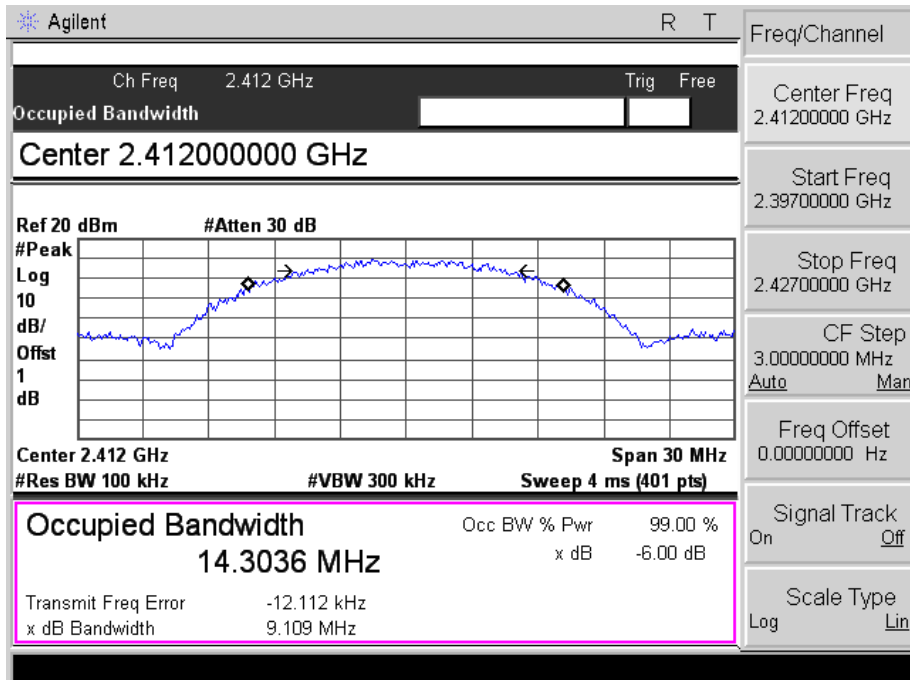 Agilent R T
Ch Freq 2.412 GHz Trig Free
Occupied Bandwidth
Center 2.412000000 GHz
Ref 20 dBm #Atten 30 dB
#Peak
Log
10
dB/
Offst
1
dB
Center 2.412 GHz Span 30 MHz
#Res BW 100 kHz #VBW 300 kHz Sweep 4 ms (401 pts)
Occupied Bandwidth Occ BW % Pwr 99.00 %
14.3036 MHz x dB -6.00 dB
Transmit Freq Error -12.112 kHz
x dB Bandwidth 9.109 MHz
Freq/Channel
Center Freq
2.41200000 GHz
Start Freq
2.39700000 GHz
Stop Freq
2.42700000 GHz
CF Step
3.00000000 MHz
Auto Man
Freq Offset
0.00000000 Hz
Signal Track
On Off
Scale Type
Log Lin